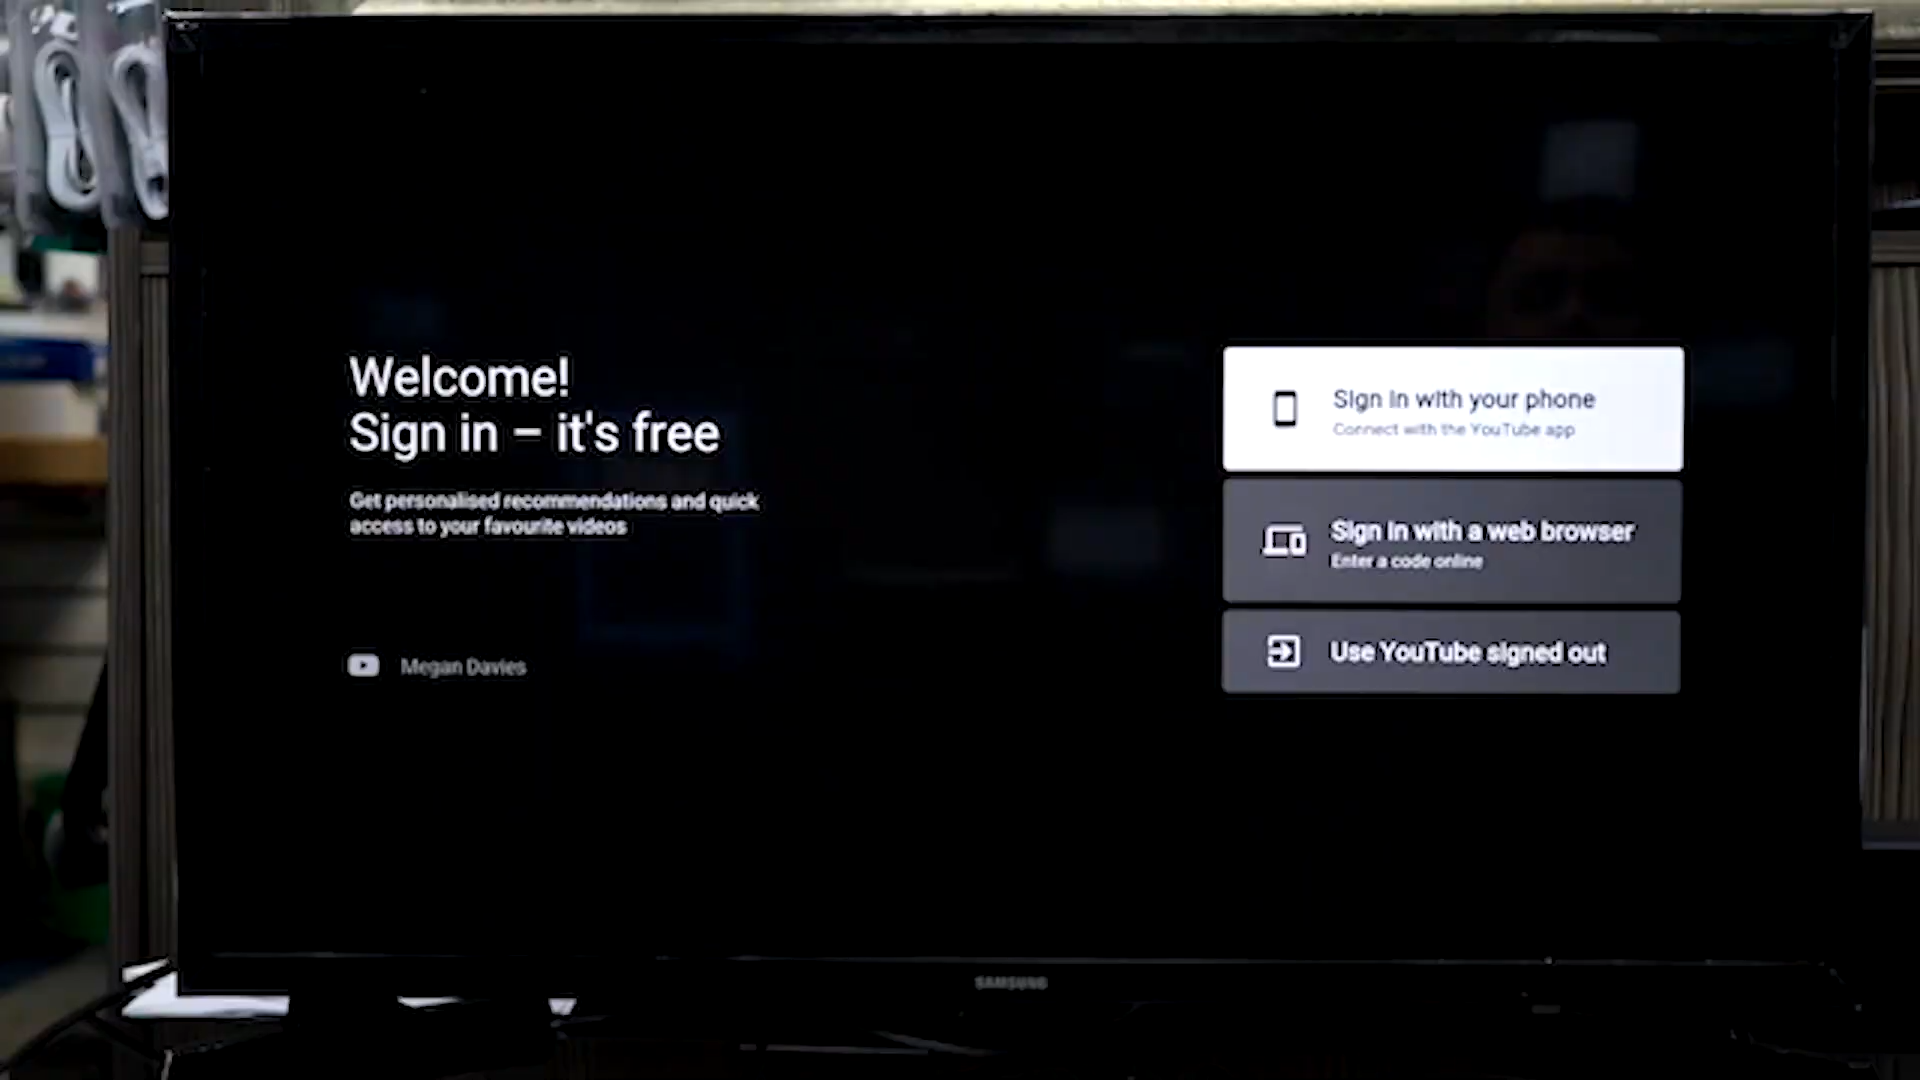 Welcome!
Sign in – it's free
Get personalised recommendations and quick
access to your favourite videos
Megan Davies
Sign in with your phone
Connect with the YouTube app
Sign in with a web browser
Enter a code online
Use YouTube signed out
SAMSUNG